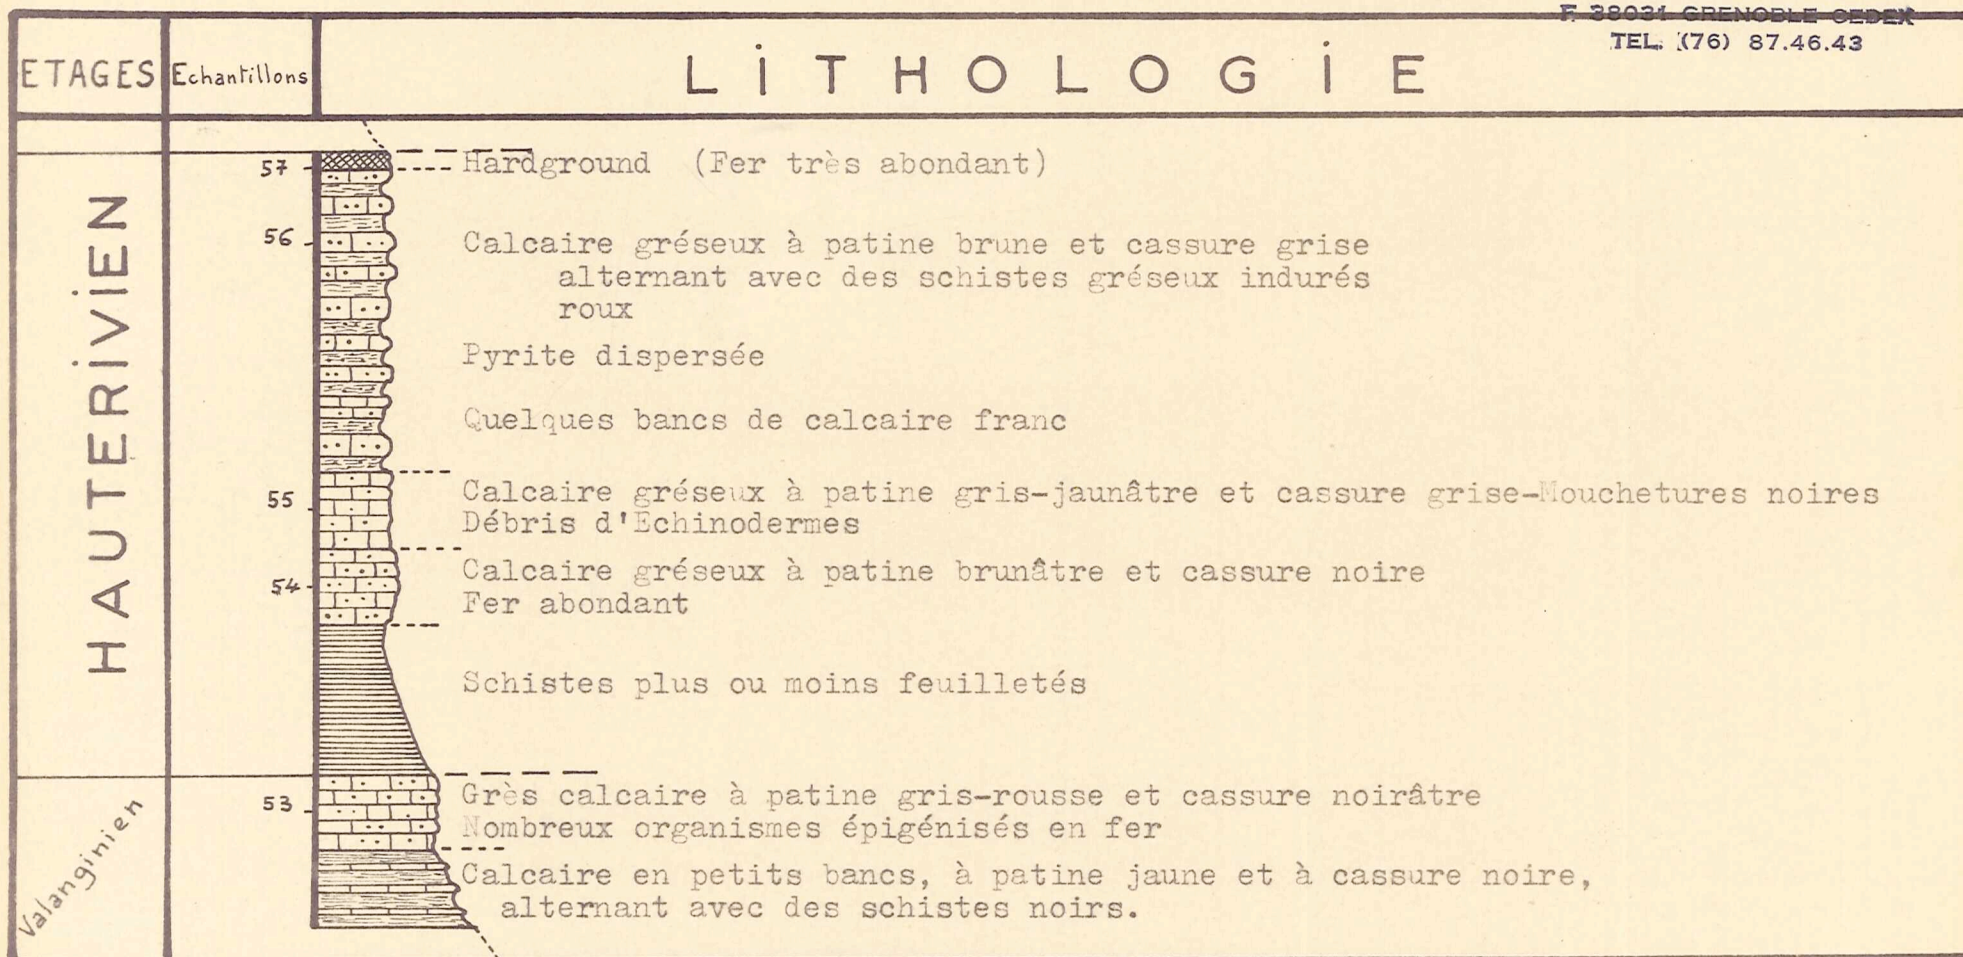 F. 38031 GRENOBLE CEDEX
TEL. (76) 87.46.43
ETAGES
Echantillons
LiTHOLOGiE
57
Hardground (Fer très abondant)
56
Calcaire gréseux à patine brune et cassure grise
alternant avec des schistes gréseux indurés
roux
Pyrite dispersée
Quelques bancs de calcaire franc
HAUTERiViEN
55
Calcaire gréseux à patine gris-jaunâtre et cassure grise-Mouchetures noires
Débris d'Echinodermes
54
Calcaire gréseux à patine brunâtre et cassure noire
Fer abondant
Schistes plus ou moins feuilletés
53
Grès calcaire à patine gris-rousse et cassure noirâtre
Nombreux organismes épigénisés en fer
Valanginien
Calcaire en petits bancs, à patine jaune et à cassure noire,
alternant avec des schistes noirs.